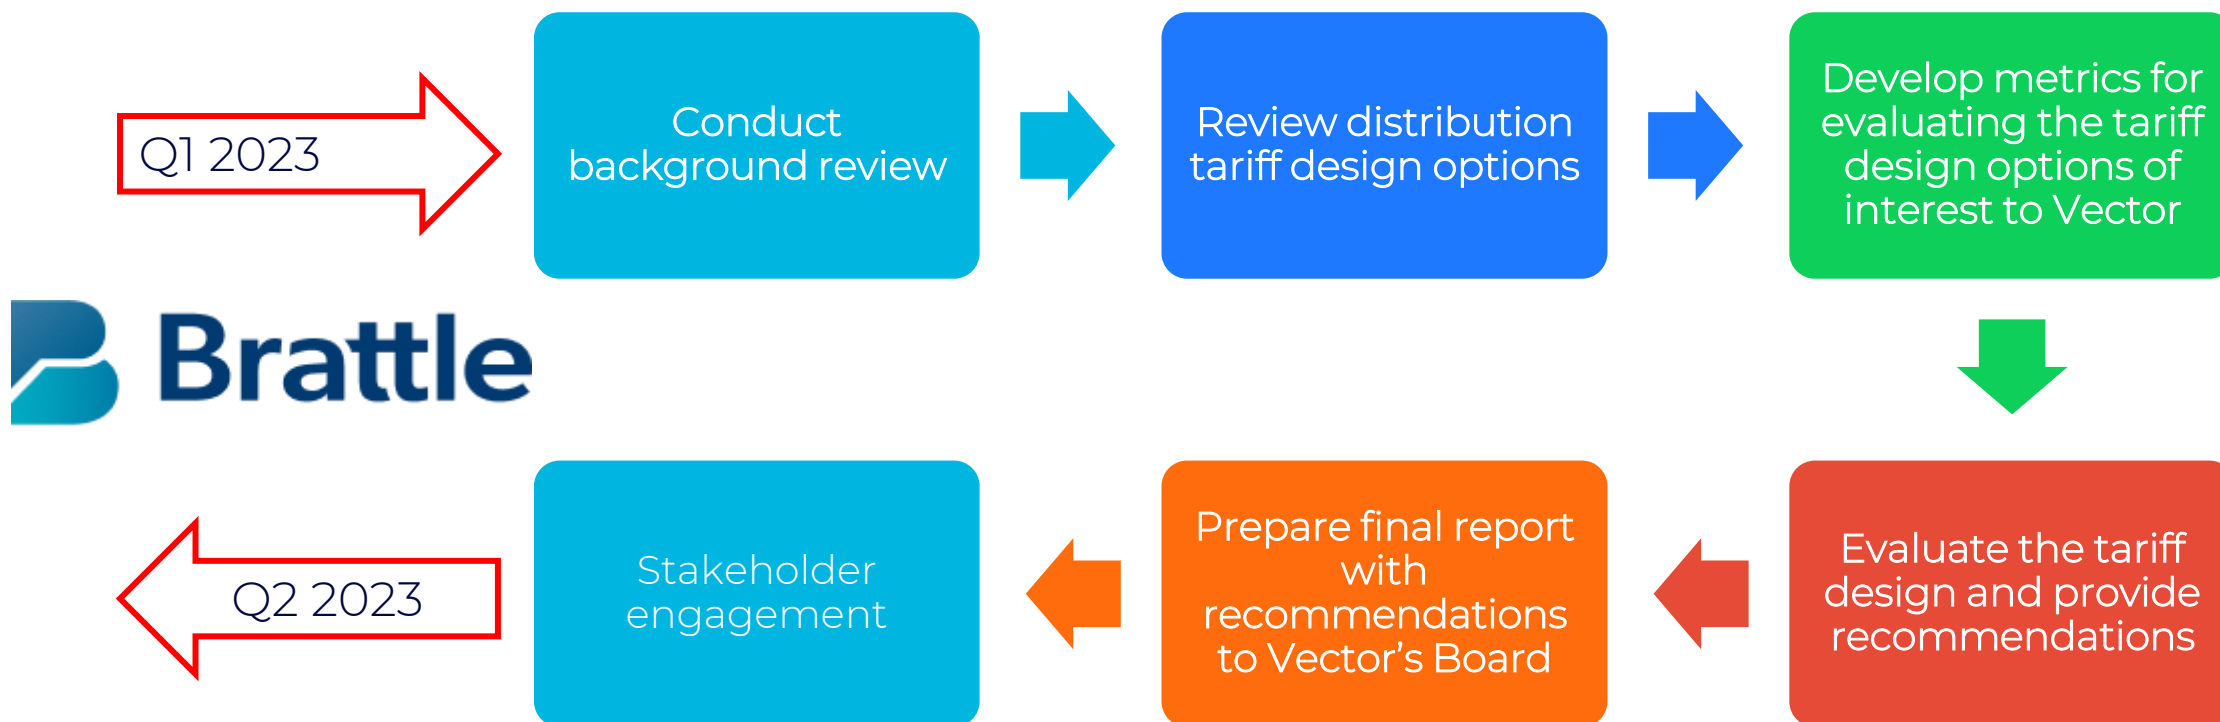 Q1 2023
Conduct
background review
Review distribution
tariff design options
Develop metrics for
evaluating the tariff
design options of
interest to Vector
Brattle
Q2 2023
Stakeholder
engagement
Prepare final report
with
recommendations
to Vector’s Board
Evaluate the tariff
design and provide
recommendations